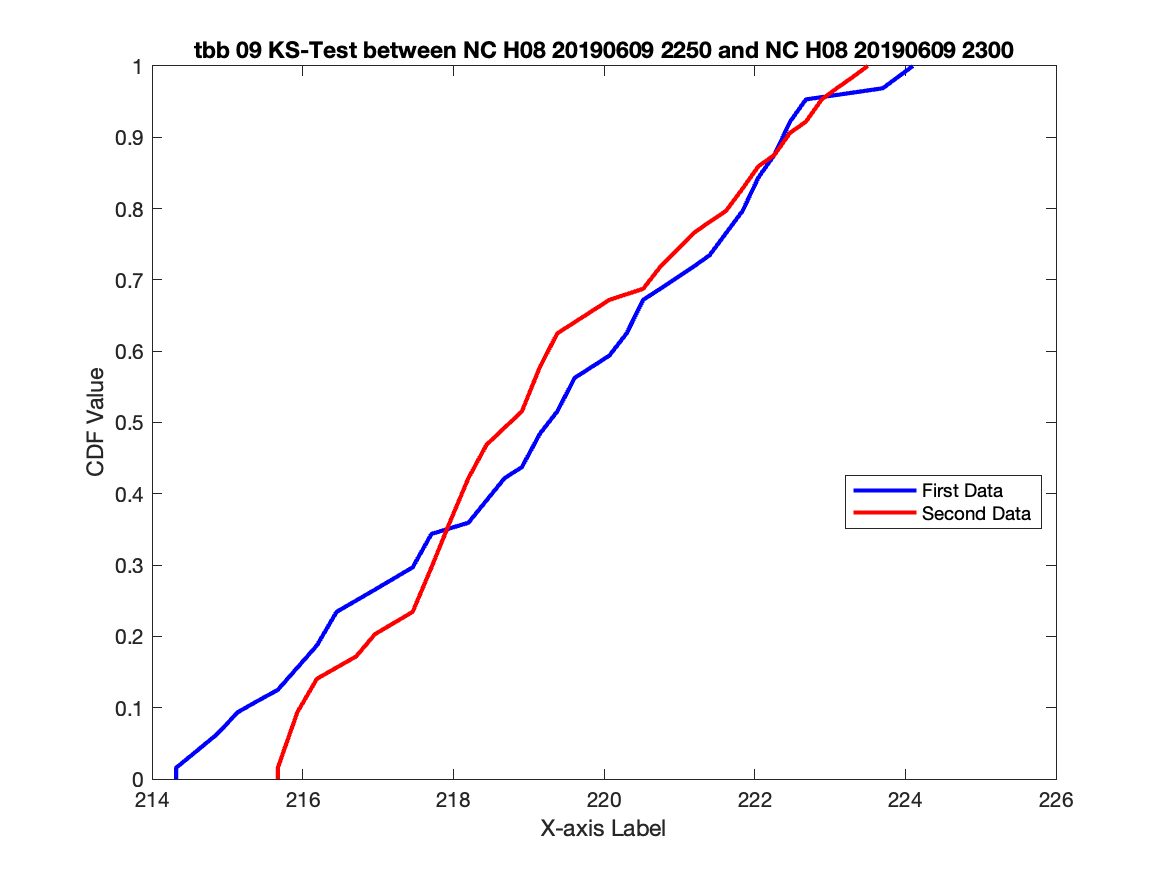 tbb 09 KS-Test between NC H08 20190609 2250 and NC H08 20190609 2300
1
0.9
0.8
0.7
0.6
0.5
0.4
0.3
0.2
0.1
0
CDF Value
First Data
Second Data
214 216 218 220 222 224 226
X-axis Label